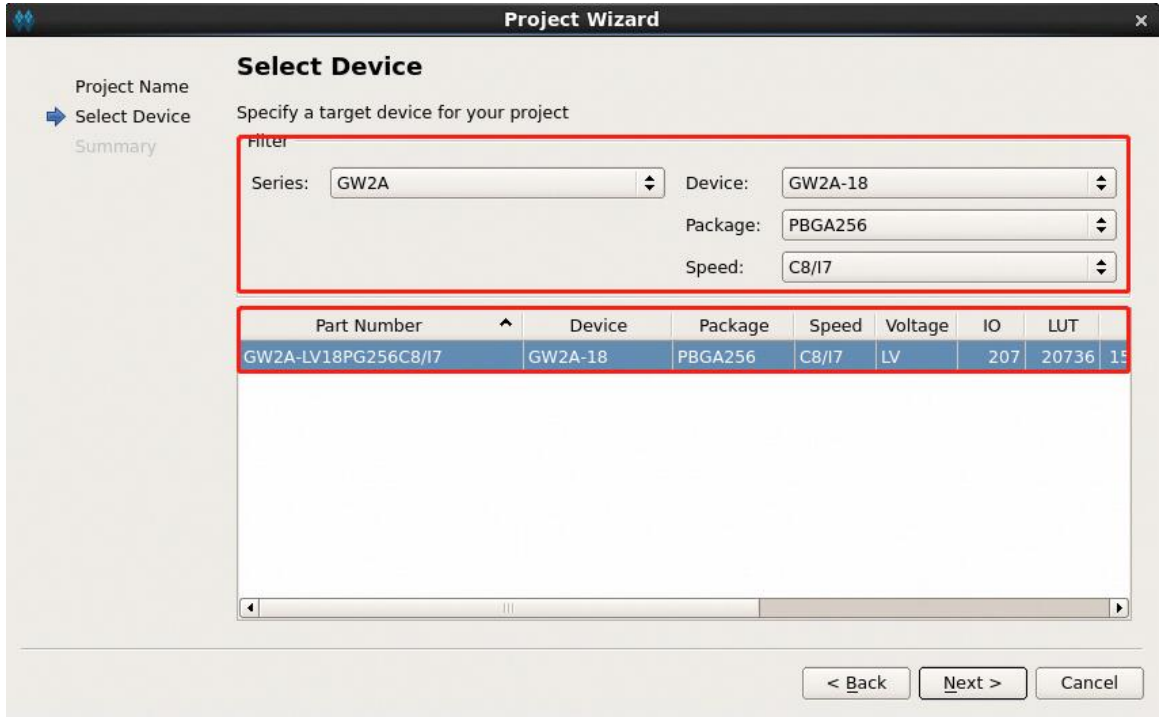 Project Wizard
Project Name
Select Device
Summary
Select Device
Specify a target device for your project
Filter
Series: GW2A Device: GW2A-18
Package: PBGA256
Speed: C8/I7
Part Number Device Package Speed Voltage IO LUT
GW2A-LV18PG256C8/I7 GW2A-18 PBGA256 C8/I7 LV 207 20736 15
< Back Next > Cancel